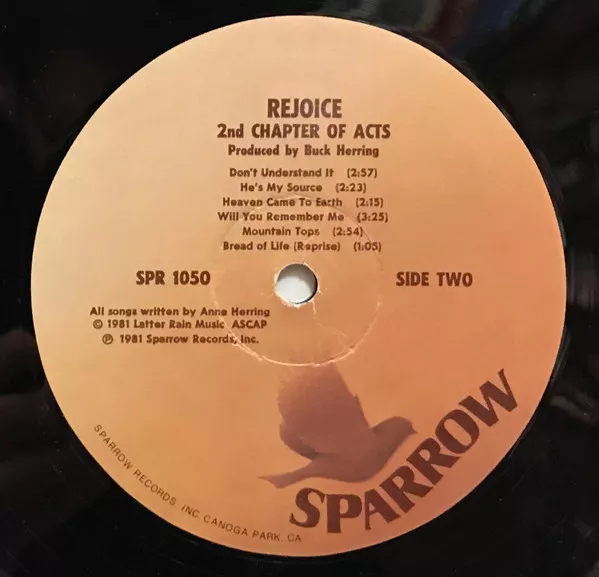 REJOICE
2nd CHAPTER OF ACTS
Produced by Buck Herring
Don't Understand It (2:57)
He's My Source (2:23)
Heaven Came To Earth (2:15)
Will You Remember Me (3:25)
Mountain Tops (2:54)
Bread of Life (Reprise) (1:05)
SPR 1050
SIDE TWO
All songs written by Anne Herring
© 1981 Latter Rain Music ASCAP
℗ 1981 Sparrow Records, Inc.
SPARROW
SPARROW RECORDS, INC. CANOGA PARK, CA.